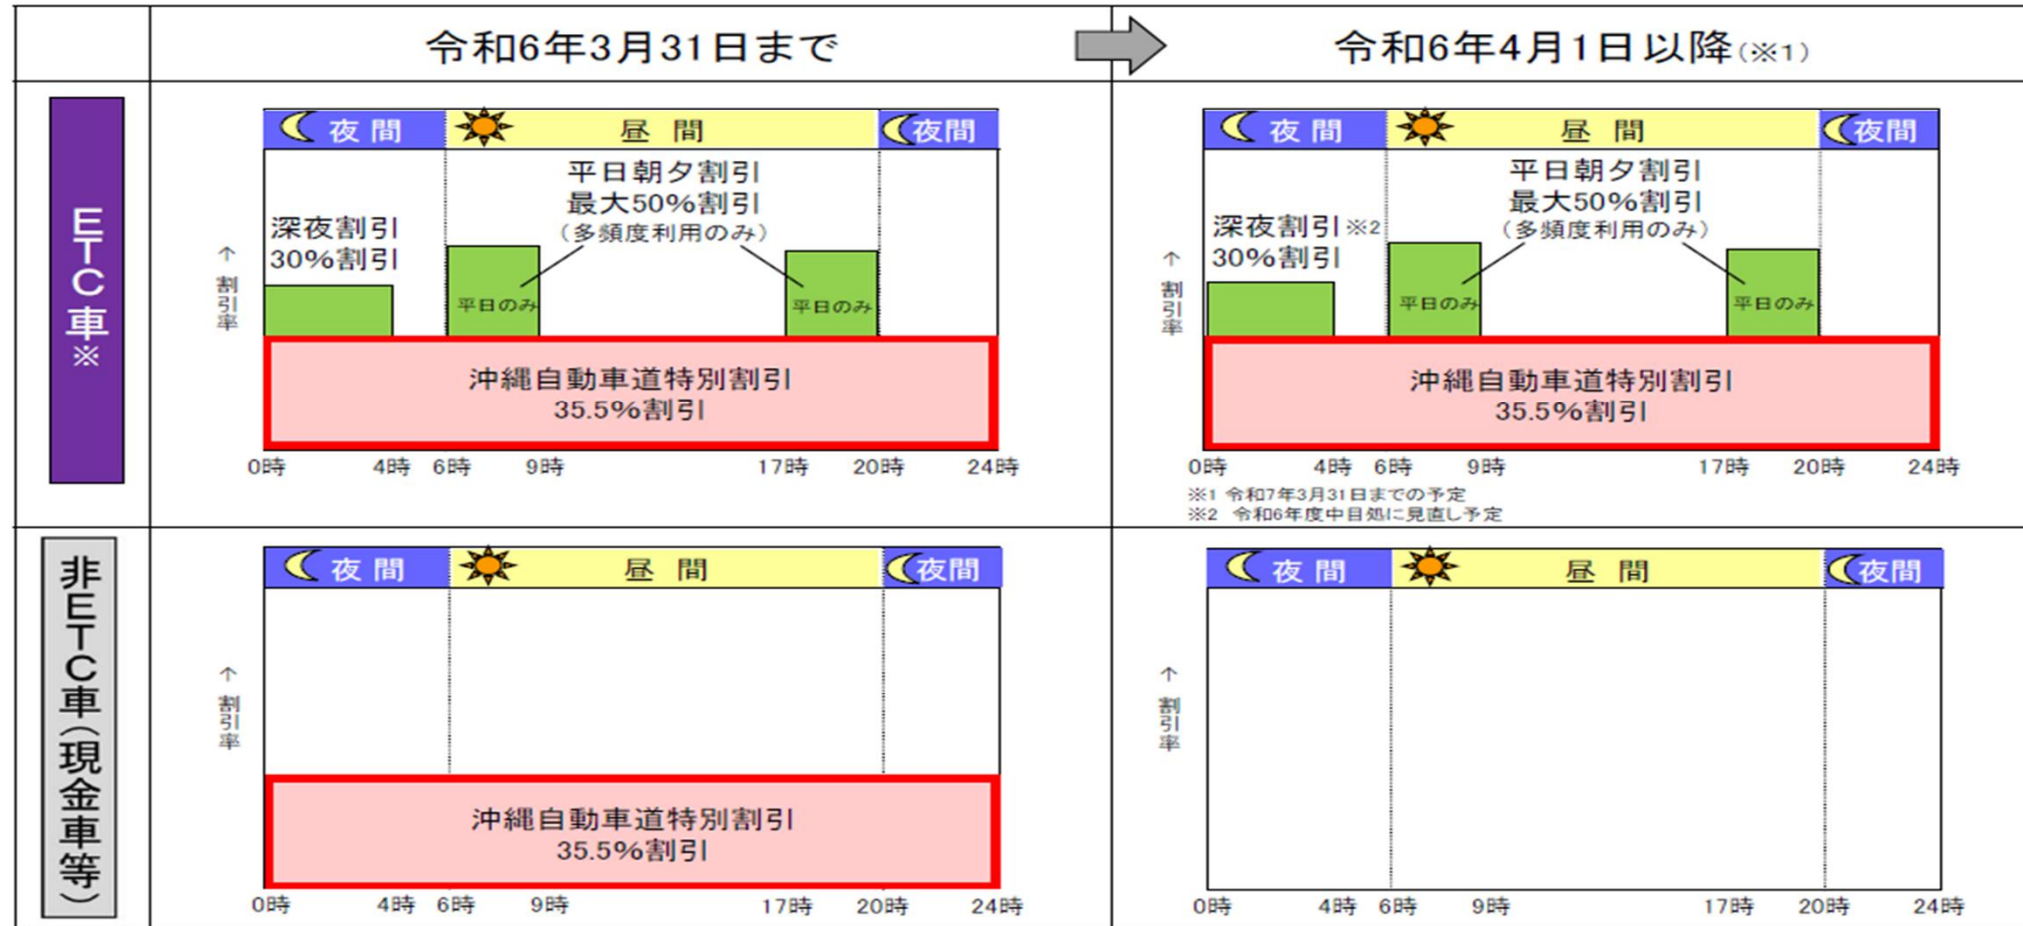 令和6年3月31日まで
令和6年4月1日以降(※1)
ETC車※
夜間
昼間
夜間
平日朝夕割引
最大50%割引
(多頻度利用のみ)
深夜割引
30%割引
↑割引率
平日のみ
平日のみ
沖縄自動車道特別割引
35.5%割引
0時 4時 6時 9時 17時 20時 24時
夜間
昼間
夜間
平日朝夕割引
最大50%割引
(多頻度利用のみ)
深夜割引※2
30%割引
↑割引率
平日のみ
平日のみ
沖縄自動車道特別割引
35.5%割引
0時 4時 6時 9時 17時 20時 24時
※1 令和7年3月31日までの予定
※2 令和6年度中目処に見直し予定
非ETC車(現金車等)
夜間
昼間
夜間
↑割引率
沖縄自動車道特別割引
35.5%割引
0時 4時 6時 9時 17時 20時 24時
夜間
昼間
夜間
↑割引率
0時 4時 6時 9時 17時 20時 24時